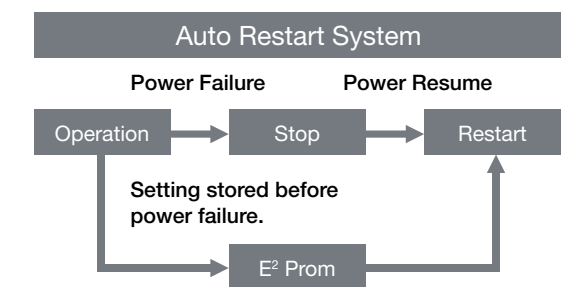 Auto Restart System
Power Failure
Power Resume
Operation
Stop
Restart
Setting stored before
power failure.
E² Prom